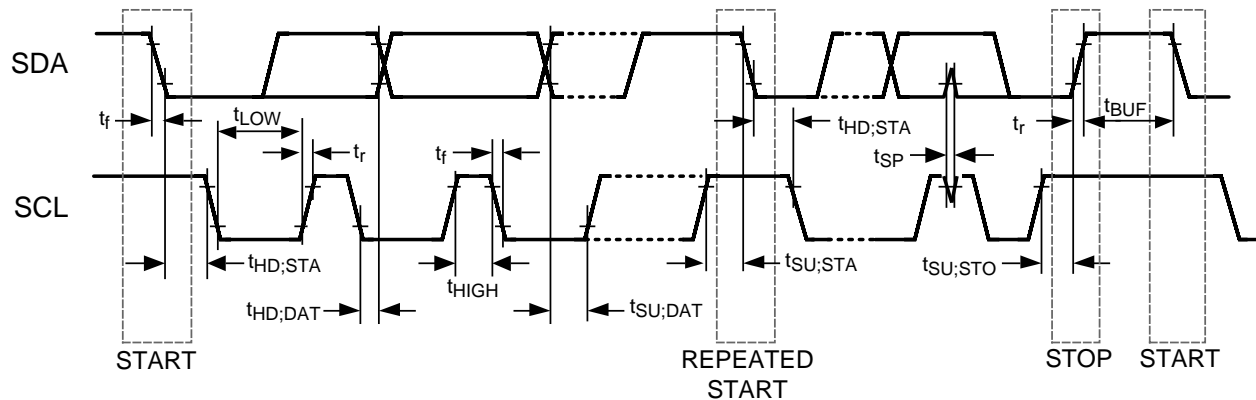 SDA
t_f
t_LOW
t_r
t_f
t_HD;STA
t_SP
t_r
t_BUF
SCL
t_HD;STA
t_HD;DAT
t_HIGH
t_SU;DAT
t_SU;STA
t_SU;STO
START
REPEATED
START
STOP
START